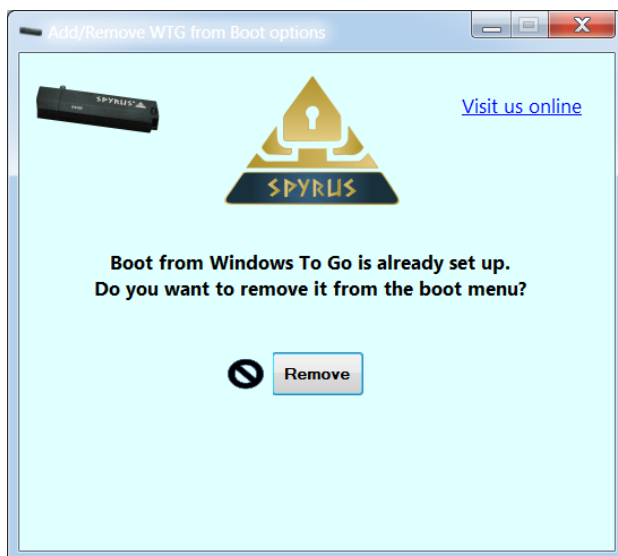 Add/Remove WTG from Boot options
SPYRUS
Visit us online
SPYRUS
Boot from Windows To Go is already set up.
Do you want to remove it from the boot menu?
Remove